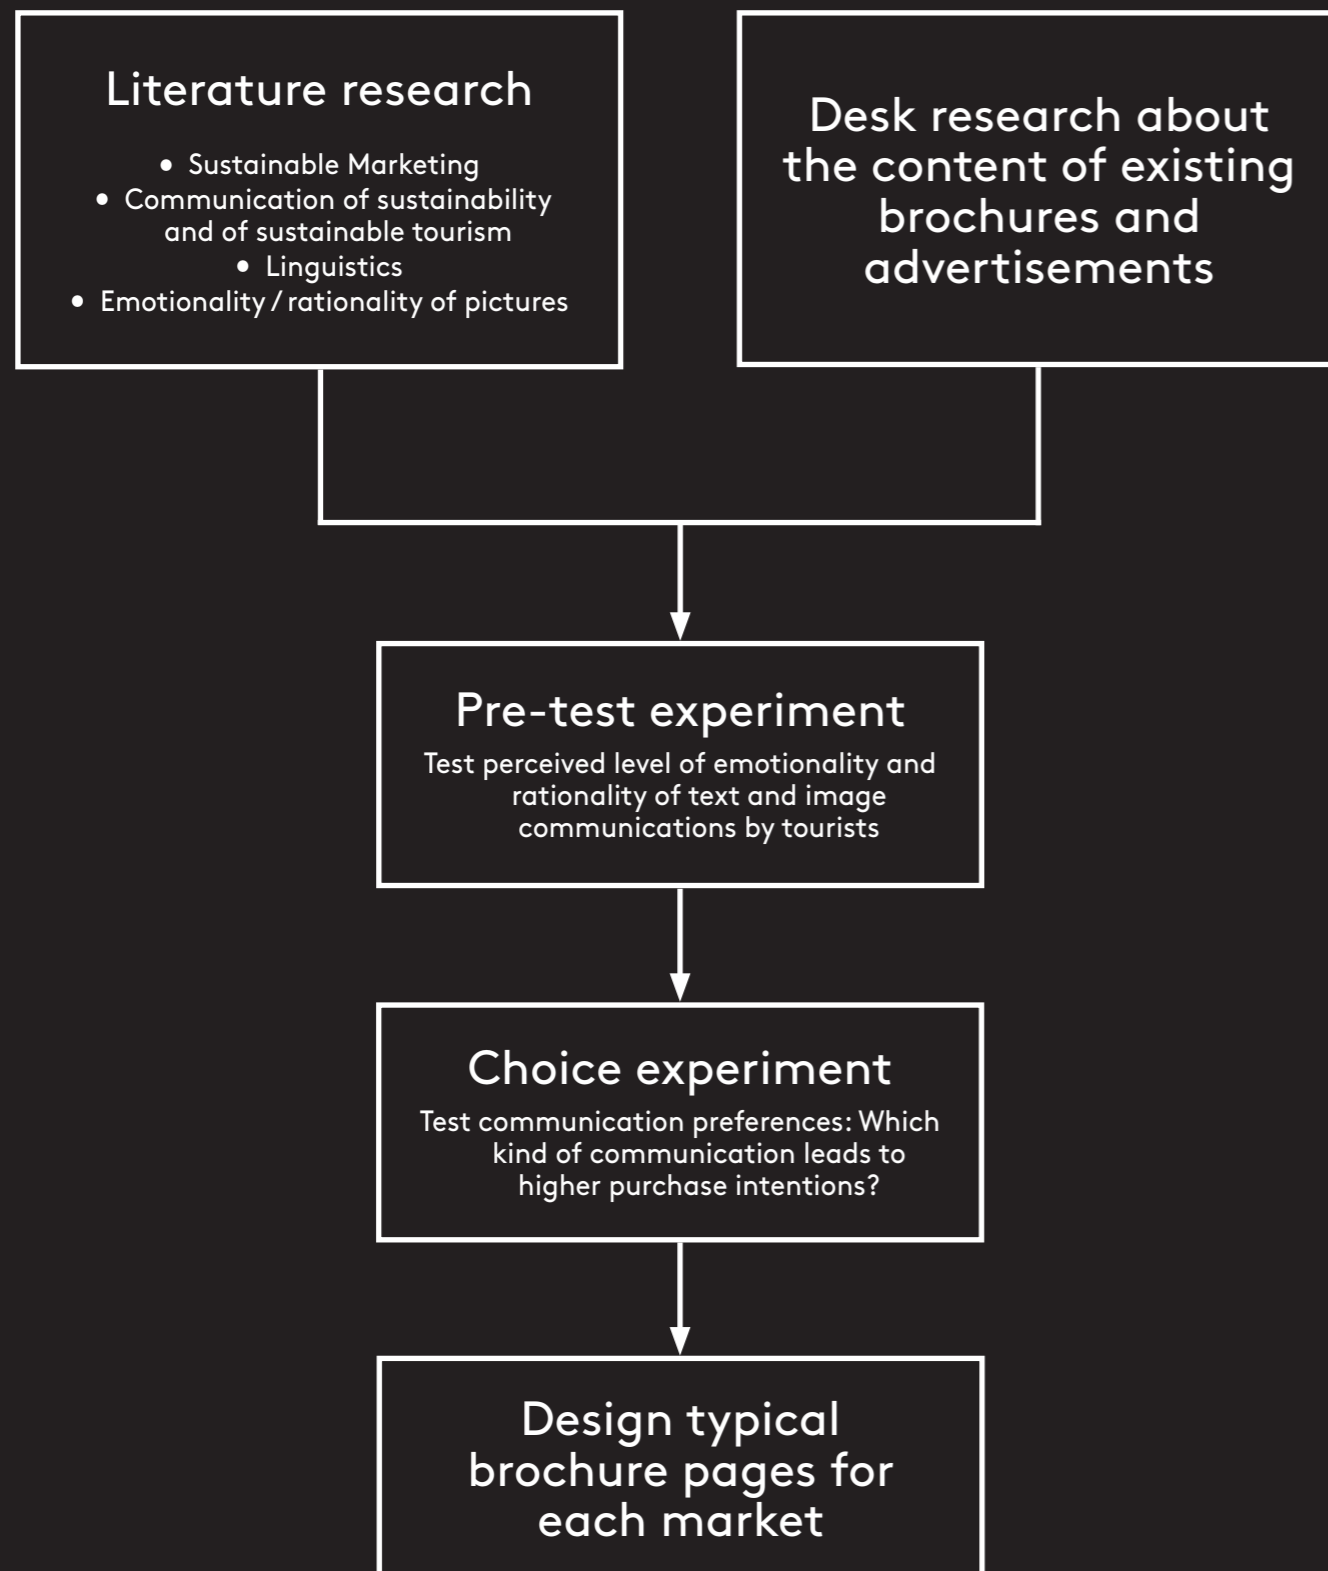 Literature research
• Sustainable Marketing
• Communication of sustainability
and of sustainable tourism
• Linguistics
• Emotionality / rationality of pictures
Desk research about
the content of existing
brochures and
advertisements
Pre-test experiment
Test perceived level of emotionality and
rationality of text and image
communications by tourists
Choice experiment
Test communication preferences: Which
kind of communication leads to
higher purchase intentions?
Design typical
brochure pages for
each market